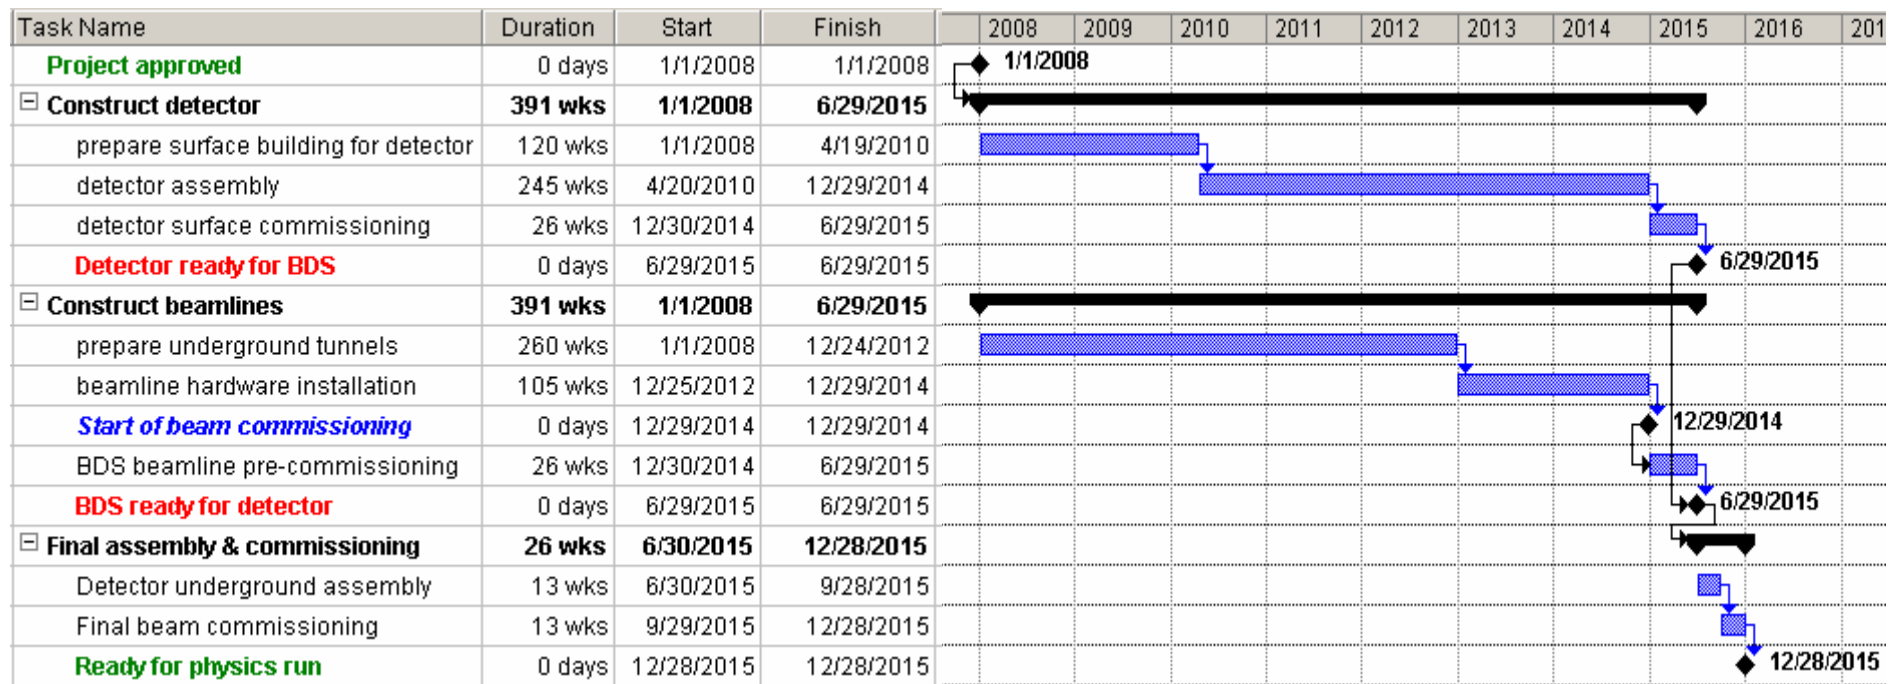 Task Name Duration Start Finish 2008 2009 2010 2011 2012 2013 2014 2015 2016 201
Project approved 0 days 1/1/2008 1/1/2008 1/1/2008
Construct detector 391 wks 1/1/2008 6/29/2015
prepare surface building for detector 120 wks 1/1/2008 4/19/2010
detector assembly 245 wks 4/20/2010 12/29/2014
detector surface commissioning 26 wks 12/30/2014 6/29/2015
Detector ready for BDS 0 days 6/29/2015 6/29/2015 6/29/2015
Construct beamlines 391 wks 1/1/2008 6/29/2015
prepare underground tunnels 260 wks 1/1/2008 12/24/2012
beamline hardware installation 105 wks 12/25/2012 12/29/2014
Start of beam commissioning 0 days 12/29/2014 12/29/2014 12/29/2014
BDS beamline pre-commissioning 26 wks 12/30/2014 6/29/2015
BDS ready for detector 0 days 6/29/2015 6/29/2015 6/29/2015
Final assembly & commissioning 26 wks 6/30/2015 12/28/2015
Detector underground assembly 13 wks 6/30/2015 9/28/2015
Final beam commissioning 13 wks 9/29/2015 12/28/2015
Ready for physics run 0 days 12/28/2015 12/28/2015 12/28/2015